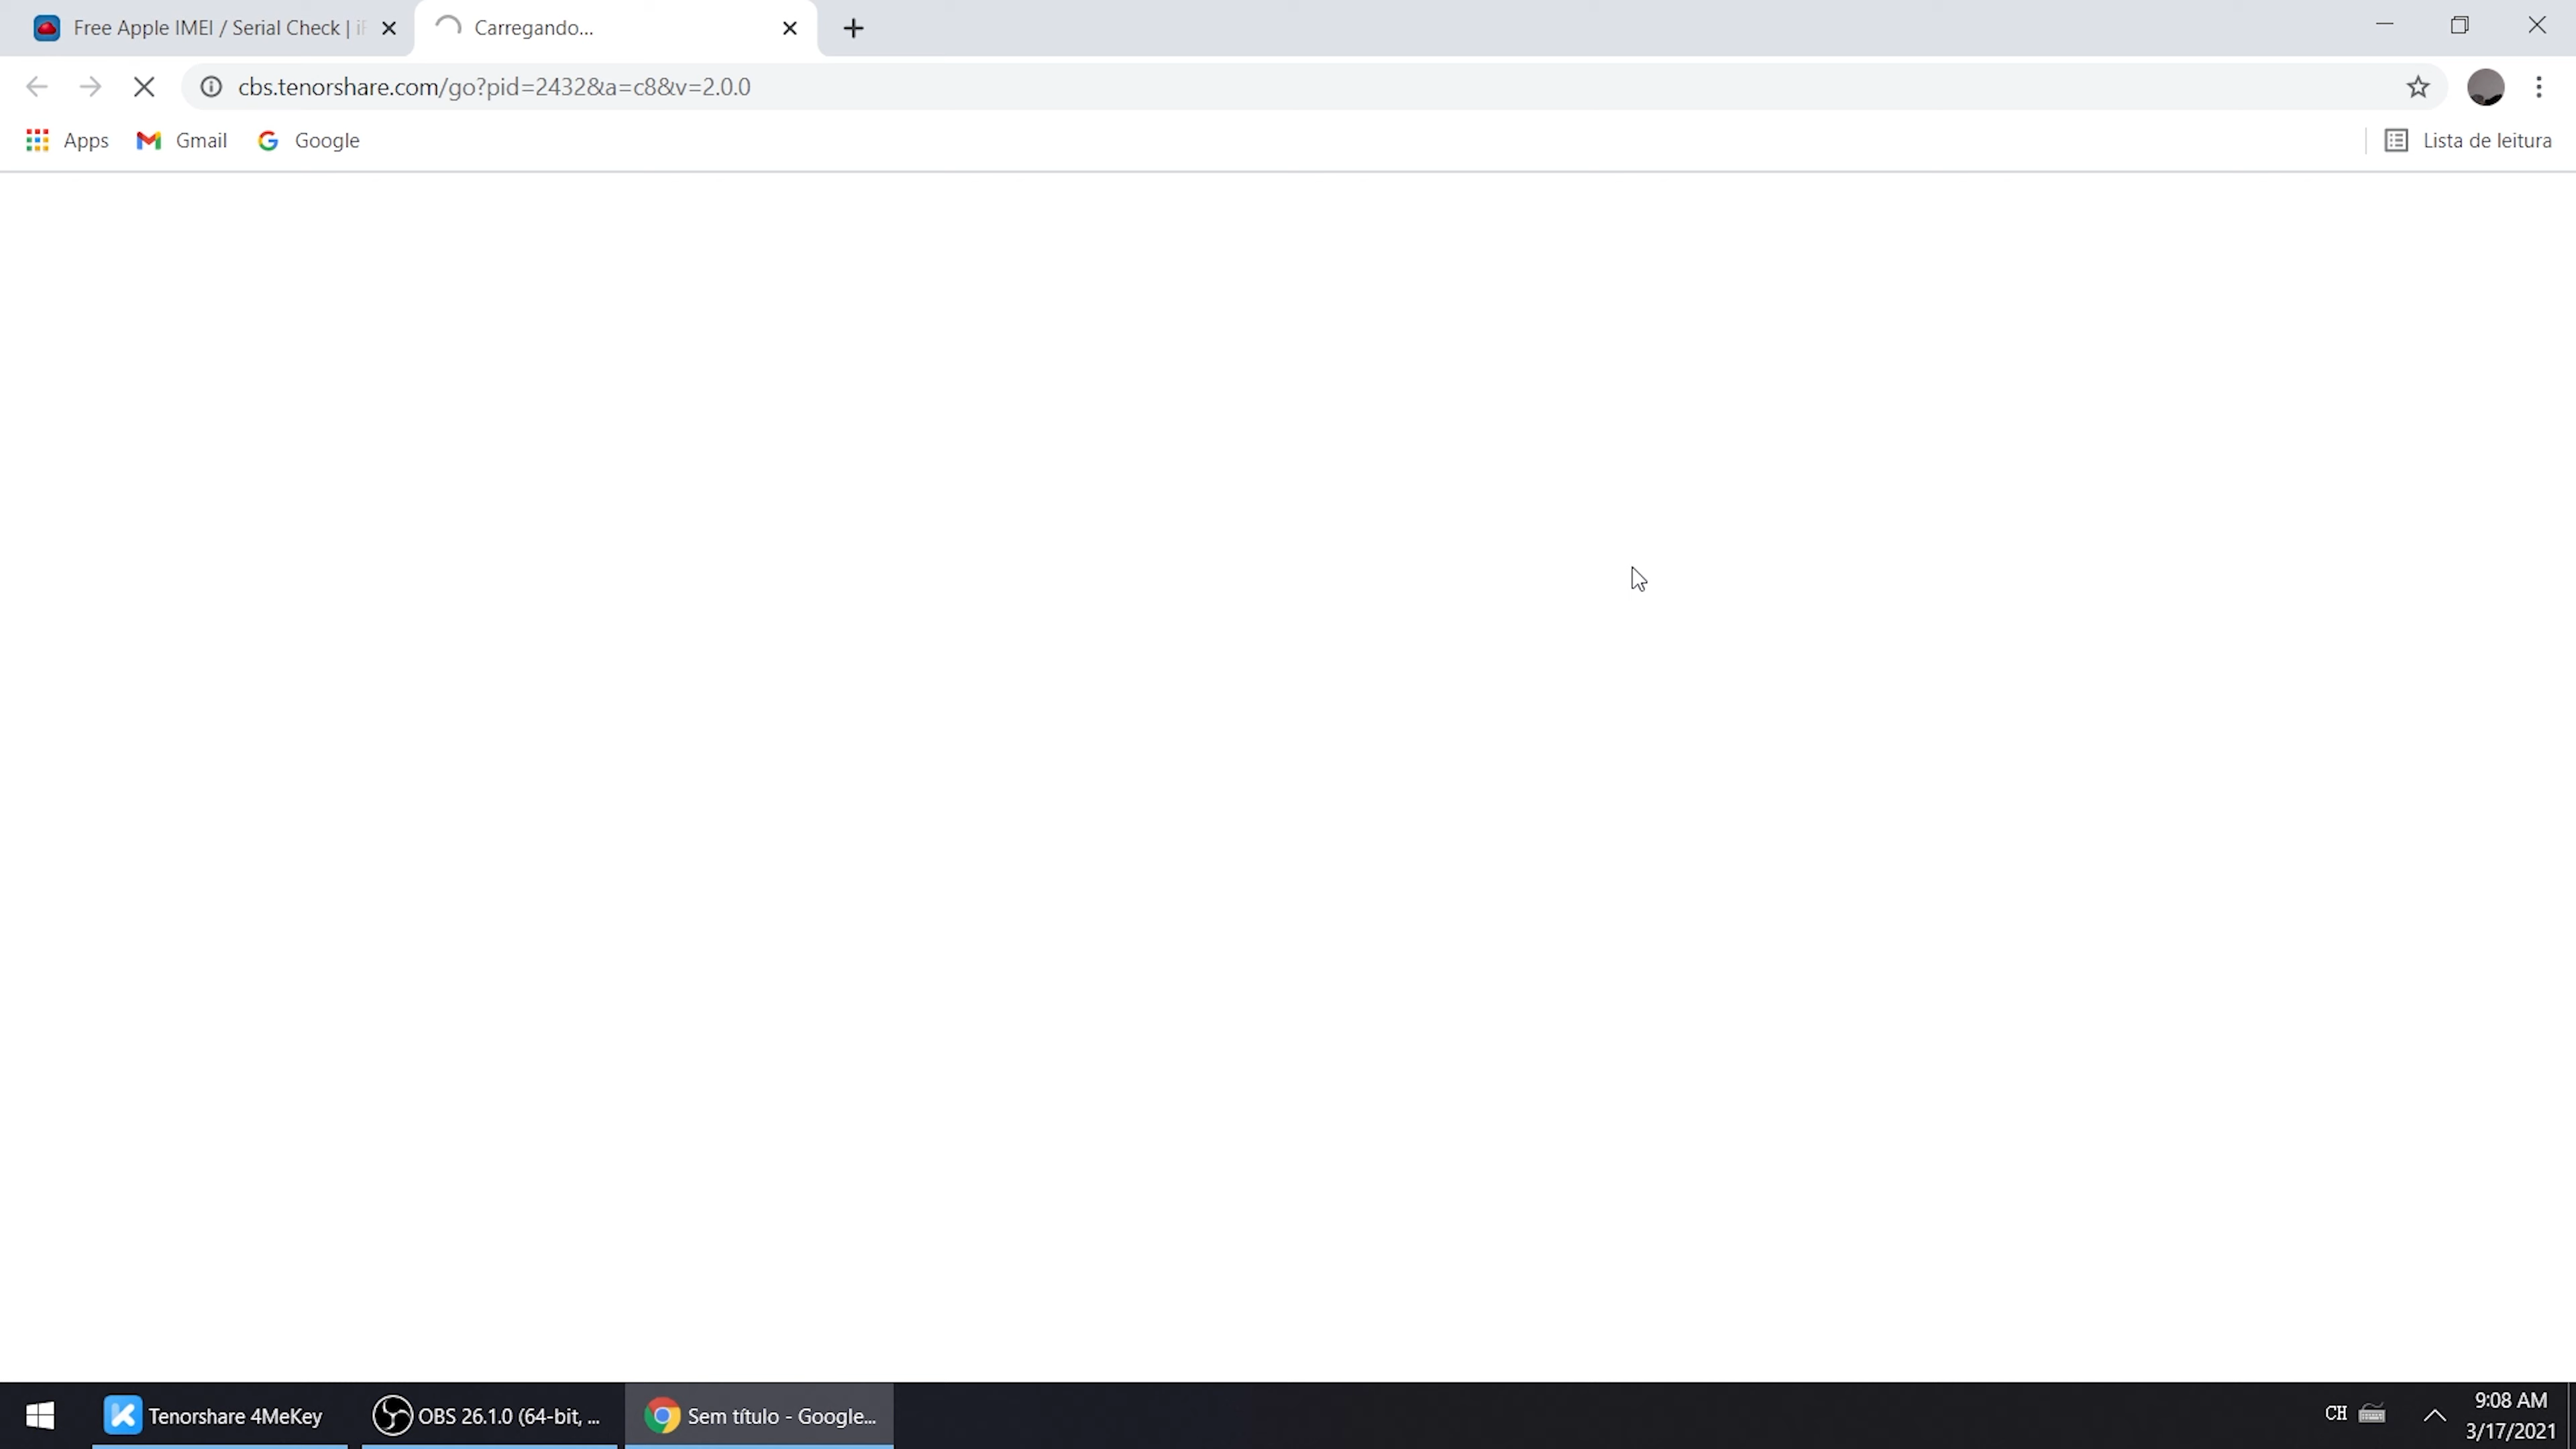 Free Apple IMEI / Serial Check | iF
Carregando...
cbs.tenorshare.com/go?pid=2432&a=c8&v=2.0.0
Apps
Gmail
Google
Lista de leitura
Tenorshare 4MeKey
OBS 26.1.0 (64-bit, ...
Sem título - Google...
CH
9:08 AM
3/17/2021